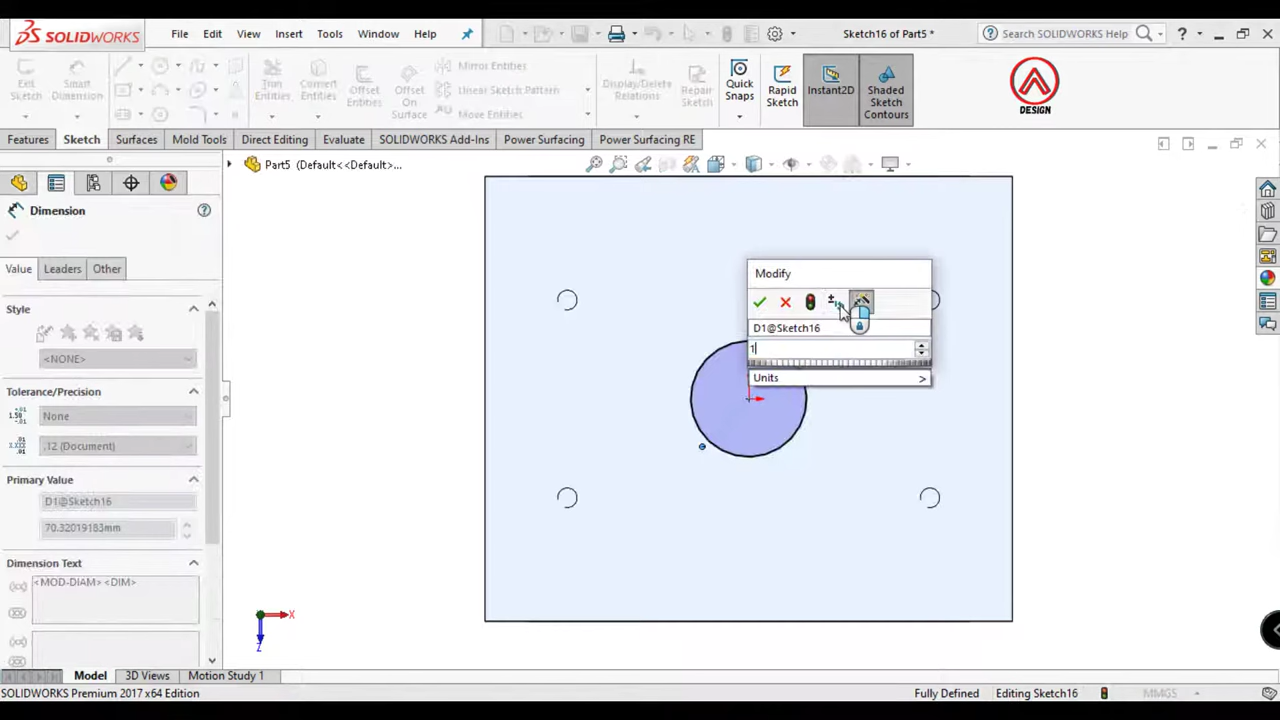 SOLIDWORKS File Edit View Insert Tools Window Help Sketch16 of Part5 * Search SOLIDWORKS Help ?
Exit Sketch
Smart Dimension
Trim Entities
Convert Entities
Offset Entities
Offset On Surface
Mirror Entities
Linear Sketch Pattern
Move Entities
Display/Delete Relations
Repair Sketch
Quick Snaps
Rapid Sketch
Instant2D
Shaded Sketch Contours
DESIGN
Features Sketch Surfaces Mold Tools Direct Editing Evaluate SOLIDWORKS Add-Ins Power Surfacing Power Surfacing RE
Part5 (Default<<Default>...
Dimension
Value Leaders Other
Style
<NONE>
Tolerance/Precision
None
.12 (Document)
Primary Value
D1@Sketch16
70.32019183mm
Dimension Text
<MOD-DIAM> <DIM>
Modify
D1@Sketch16
1
Units >
X
Z
Model 3D Views Motion Study 1
SOLIDWORKS Premium 2017 x64 Edition Fully Defined Editing Sketch16 MMGS